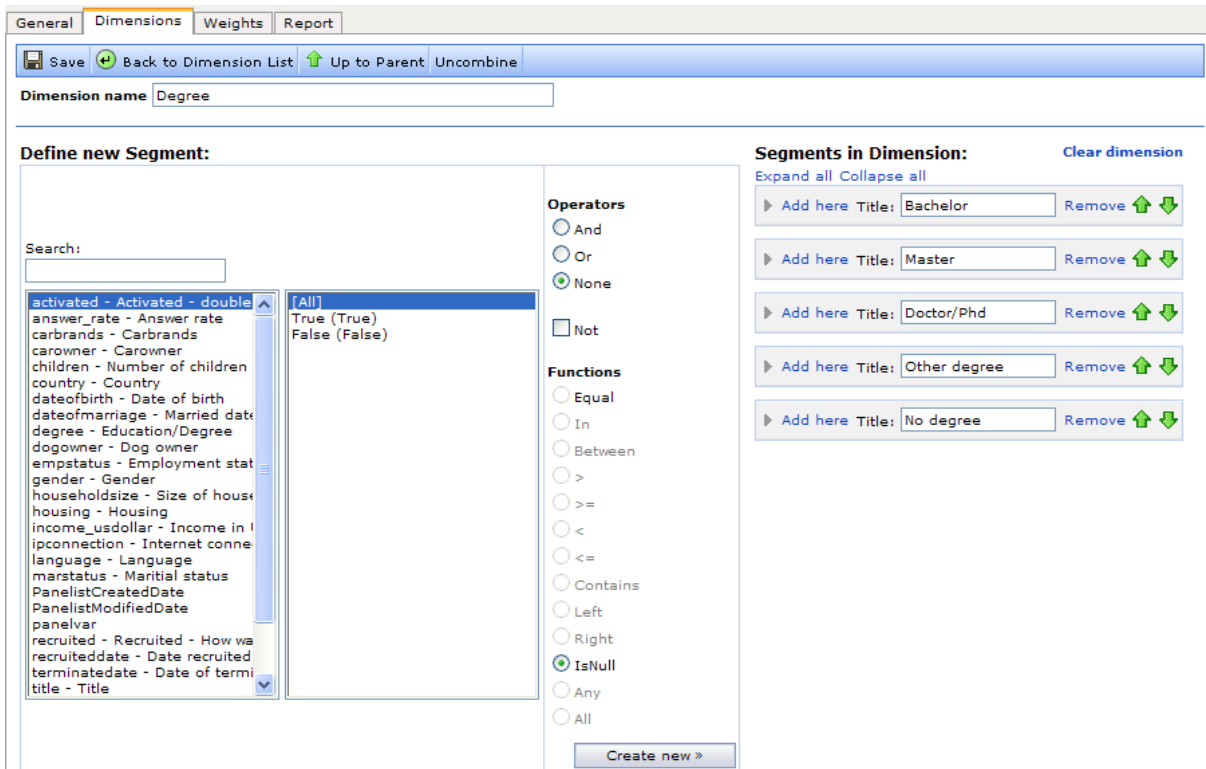 General Dimensions Weights Report
Save Back to Dimension List Up to Parent Uncombine
Dimension name Degree
Define new Segment:
Search:
activated - Activated - double
answer_rate - Answer rate
carbrands - Carbrands
carowner - Carowner
children - Number of children
country - Country
dateofbirth - Date of birth
dateofmarriage - Married date
degree - Education/Degree
dogowner - Dog owner
empstatus - Employment stat
gender - Gender
householdsize - Size of house
housing - Housing
income_usdollar - Income in
ipconnection - Internet conne
language - Language
marstatus - Maritial status
PanelistCreatedDate
PanelistModifiedDate
panelvar
recruited - Recruited - How wa
recruiteddate - Date recruited
terminatedate - Date of termi
title - Title
[All]
True (True)
False (False)
Operators
And
Or
None
Not
Functions
Equal
In
Between
>
>=
<
<=
Contains
Left
Right
IsNull
Any
All
Create new »
Segments in Dimension: Clear dimension
Expand all Collapse all
Add here Title: Bachelor Remove
Add here Title: Master Remove
Add here Title: Doctor/Phd Remove
Add here Title: Other degree Remove
Add here Title: No degree Remove